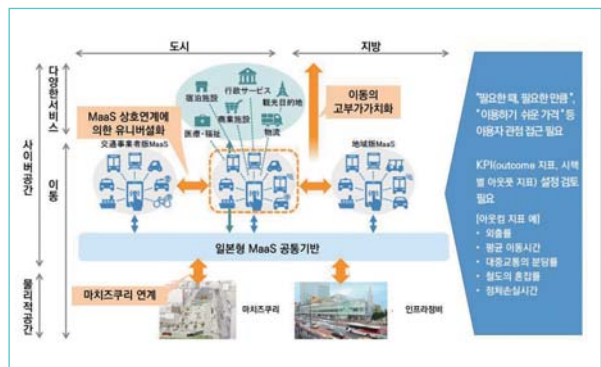 도시
지방
다양한서비스
사이버공간
이동
물리적공간
行政サービス
宿泊施設
観光目的地
商業施設
医療・福祉
物流
MaaS 상호연계에
의한 유니버설화
이동의
고부가가치화
交通事業者版MaaS
地域版MaaS
일본형 MaaS 공통기반
마치즈쿠리 연계
마치즈쿠리
인프라정비
"필요한 때, 필요한 만큼",
"이용하기 쉬운 가격" 등
이용자 관점 접근 필요
KPI(outcome 지표, 시책
별 아웃풋 지표) 설정 검토
필요
[아웃컴 지표 예]
• 외출률
• 평균 이동시간
• 대중교통의 분담률
• 철도의 혼잡률
• 정체손실시간